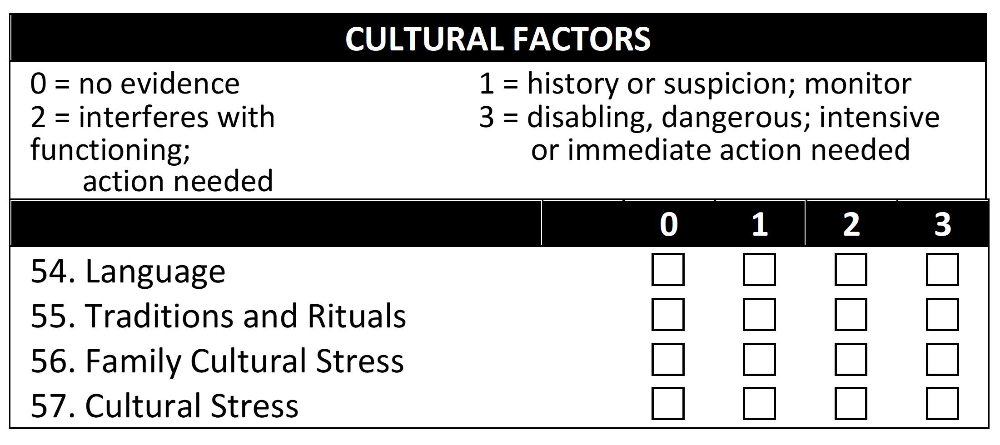 CULTURAL FACTORS
0 = no evidence
1 = history or suspicion; monitor
2 = interferes with
functioning;
action needed
3 = disabling, dangerous; intensive
or immediate action needed
0 1 2 3
54. Language
55. Traditions and Rituals
56. Family Cultural Stress
57. Cultural Stress